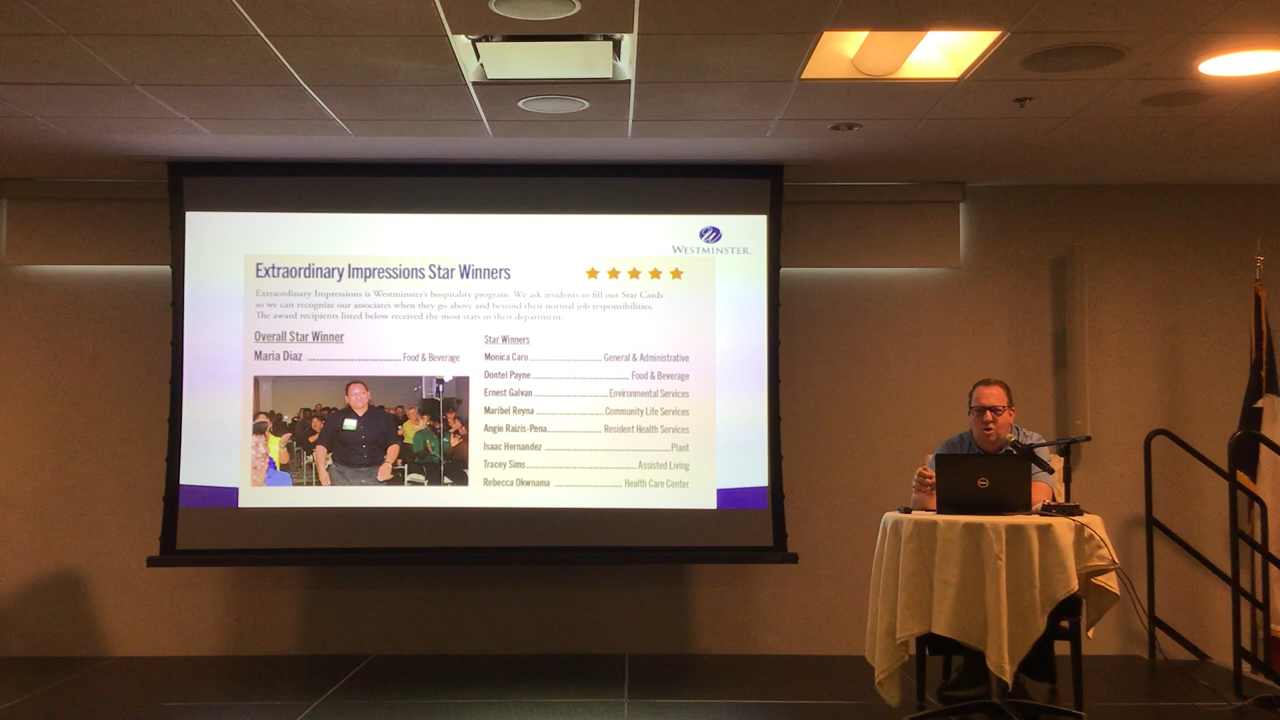 WESTMINSTER
Extraordinary Impressions Star Winners
Extraordinary Impressions is Westminster's hospitality program. We ask residents to fill out Star Cards
so we can recognize our associates when they go above and beyond their normal job responsibilities.
The award recipients listed below received the most stars in their department.
Overall Star Winner
Maria Diaz ........................................ Food & Beverage
Star Winners
Monica Caro ........................... General & Administrative
Dontel Payne ..................................... Food & Beverage
Ernest Galvan ........................... Environmental Services
Maribel Reyna ......................... Community Life Services
Angie Raizis-Pena ........................ Resident Health Services
Isaac Hernandez ............................................... Plant
Tracey Sims ......................................... Assisted Living
Rebecca Okwnama ......................... Health Care Center
DELL